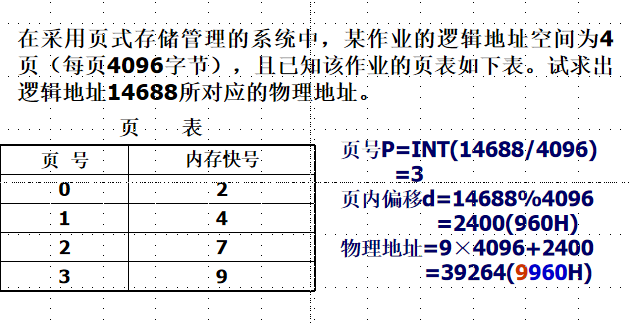 在采用页式存储管理的系统中，某作业的逻辑地址空间为4
页（每页4096字节），且已知该作业的页表如下表。试求出
逻辑地址14688所对应的物理地址。
页 表
页 号 内存快号
0 2
1 4
2 7
3 9
页号P=INT(14688/4096)
=3
页内偏移d=14688%4096
=2400(960H)
物理地址=9×4096+2400
=39264(9960H)